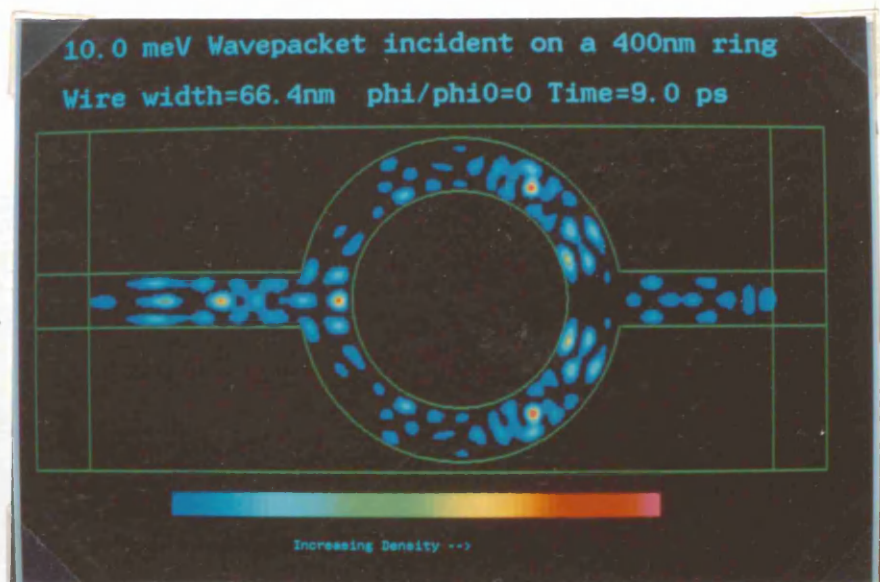 10.0 meV Wavepacket incident on a 400nm ring
Wire width=66.4nm phi/phi0=0 Time=9.0 ps
Increasing Density -->